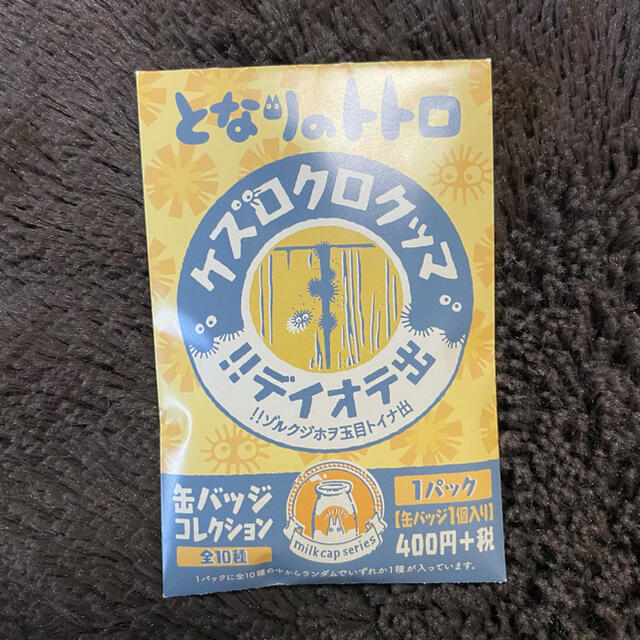 となりのトトロ
ケズロクロクッマ
!!デイオテ出
!!ゾルクジホヲ玉目トイナ出
缶バッジ
コレクション
全10種
milk cap series
1パック
【缶バッジ1個入り】
400円+税
1パックに全10種の中からランダムでいずれか1種が入っています。